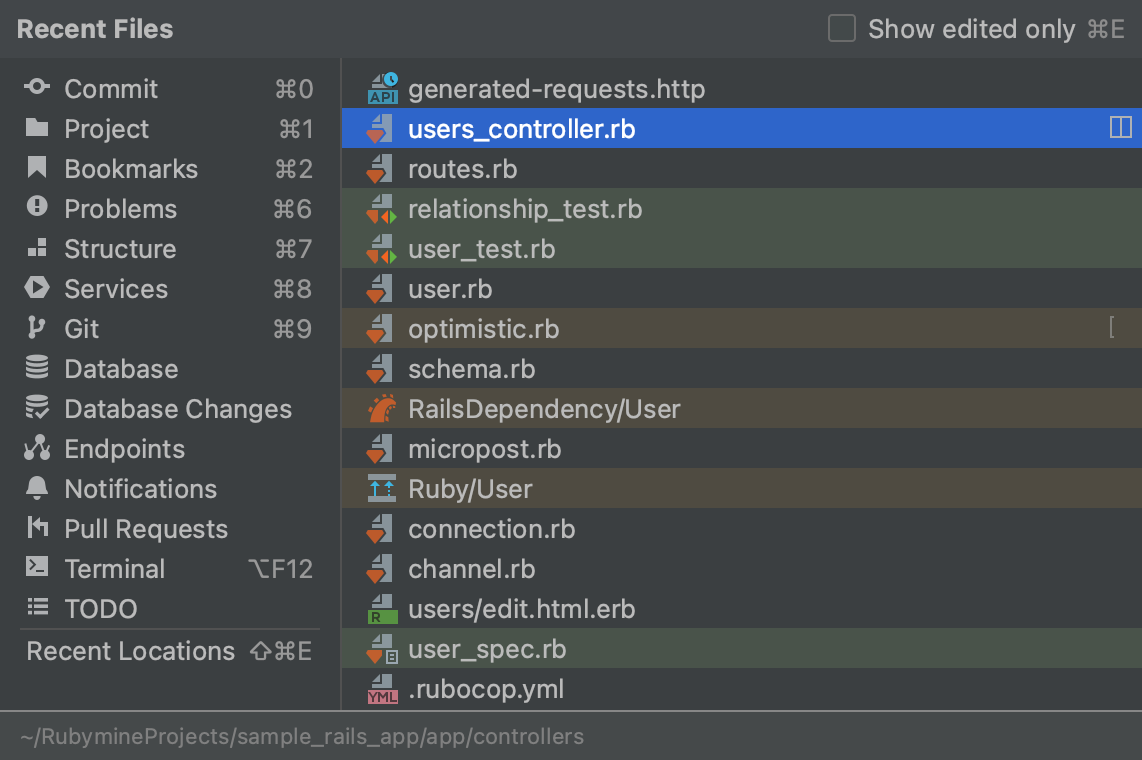 Recent Files
Show edited only ⌘E
Commit ⌘0
Project ⌘1
Bookmarks ⌘2
Problems ⌘6
Structure ⌘7
Services ⌘8
Git ⌘9
Database
Database Changes
Endpoints
Notifications
Pull Requests
Terminal ⌥F12
TODO
Recent Locations ⇧⌘E
API generated-requests.http
users_controller.rb
routes.rb
relationship_test.rb
user_test.rb
user.rb
optimistic.rb [
schema.rb
RailsDependency/User
micropost.rb
Ruby/User
connection.rb
channel.rb
R users/edit.html.erb
user_spec.rb
YML .rubocop.yml
~/RubymineProjects/sample_rails_app/app/controllers